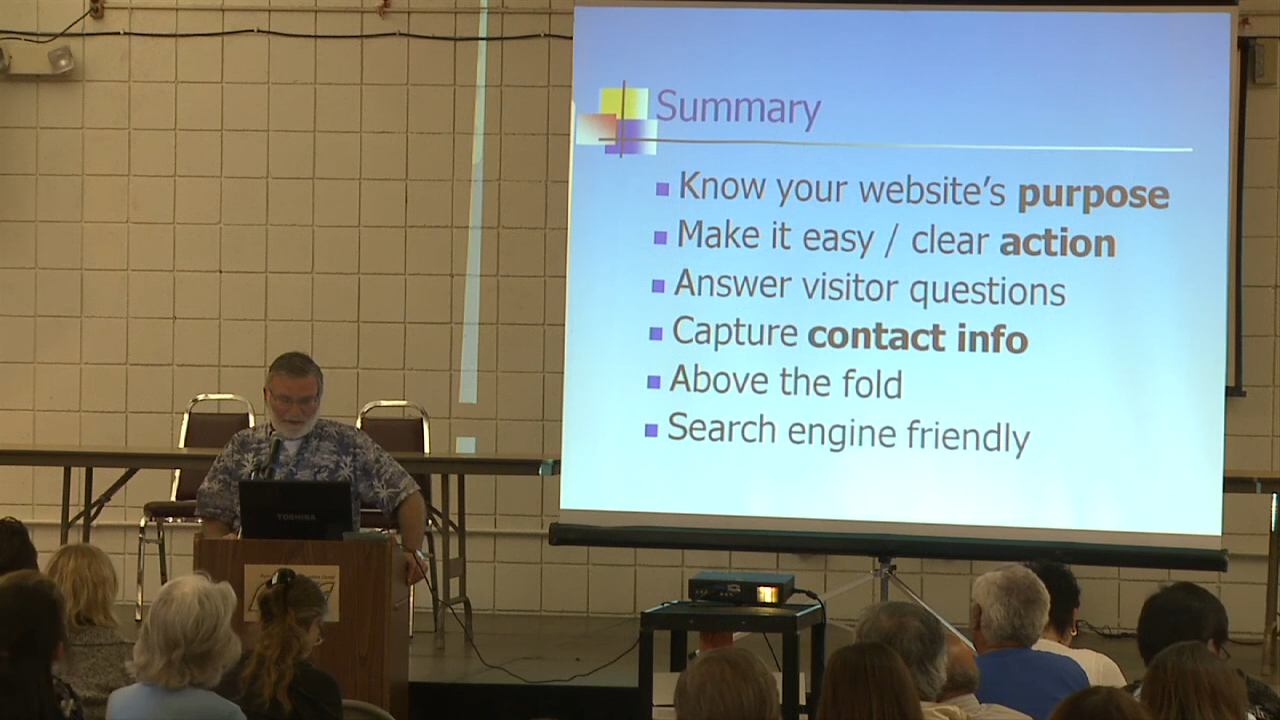 Summary
Know your website's purpose
Make it easy / clear action
Answer visitor questions
Capture contact info
Above the fold
Search engine friendly
TOSHIBA